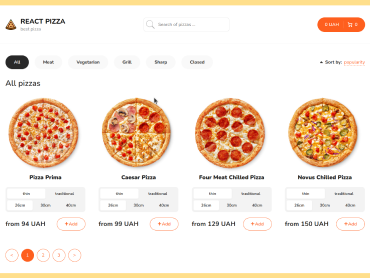 REACT PIZZA
best pizza
Search of pizzas...
0 UAH 0
All Meat Vegetarian Grill Sharp Closed
Sort by: popularity
All pizzas
Pizza Prima
thin traditional
26cm 30cm 40cm
from 94 UAH +Add
Caesar Pizza
thin traditional
26cm 30cm 40cm
from 99 UAH +Add
Four Meat Chilled Pizza
thin traditional
26cm 30cm 40cm
from 129 UAH +Add
Novus Chilled Pizza
thin traditional
26cm 30cm 40cm
from 150 UAH +Add
< 1 2 3 >